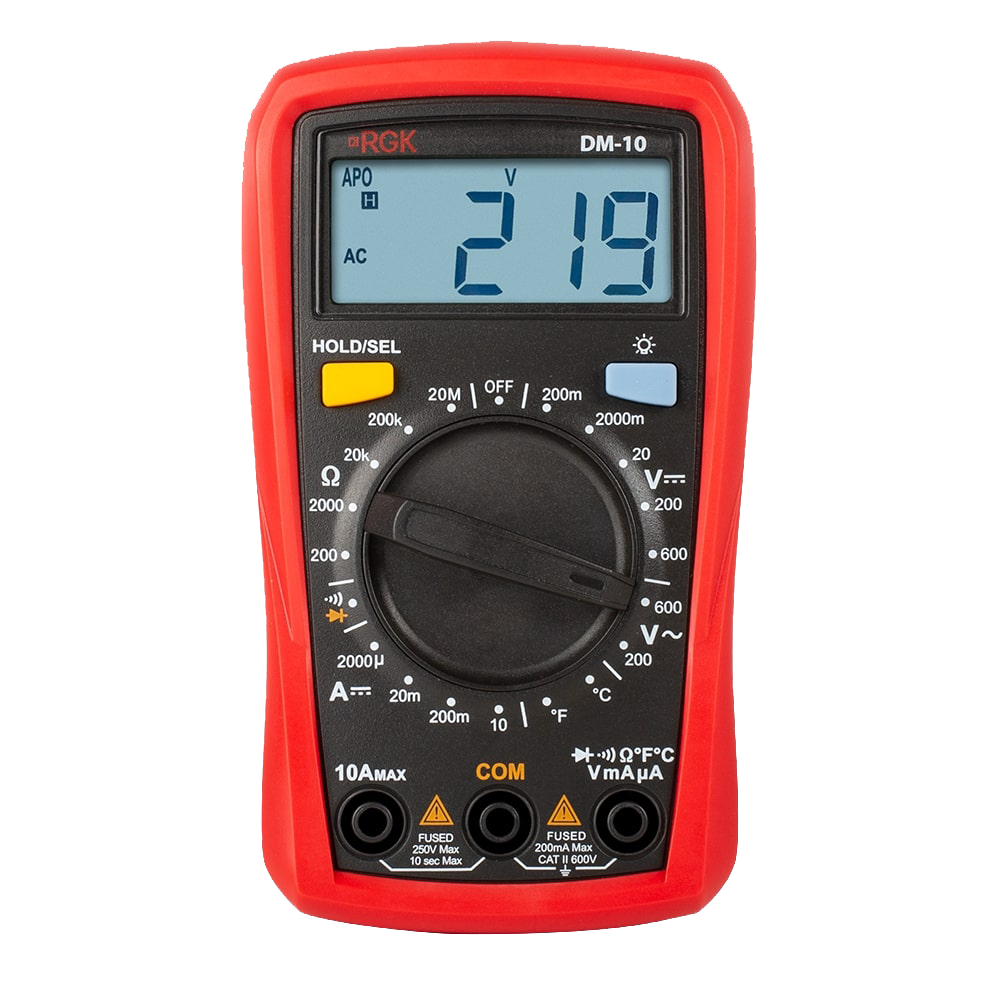 RGK DM-10
APO V
H
AC 219
HOLD/SEL
20M OFF 200m
200k 2000m
20k 20
Ω V⎓
2000 200
200 600
600
V~
2000µ 200
A⎓ 20m °C
200m 10 °F
10AMAX COM Ω°F°C
VmAµA
FUSED
250V Max
10 sec Max
FUSED
200mA Max
CAT II 600V